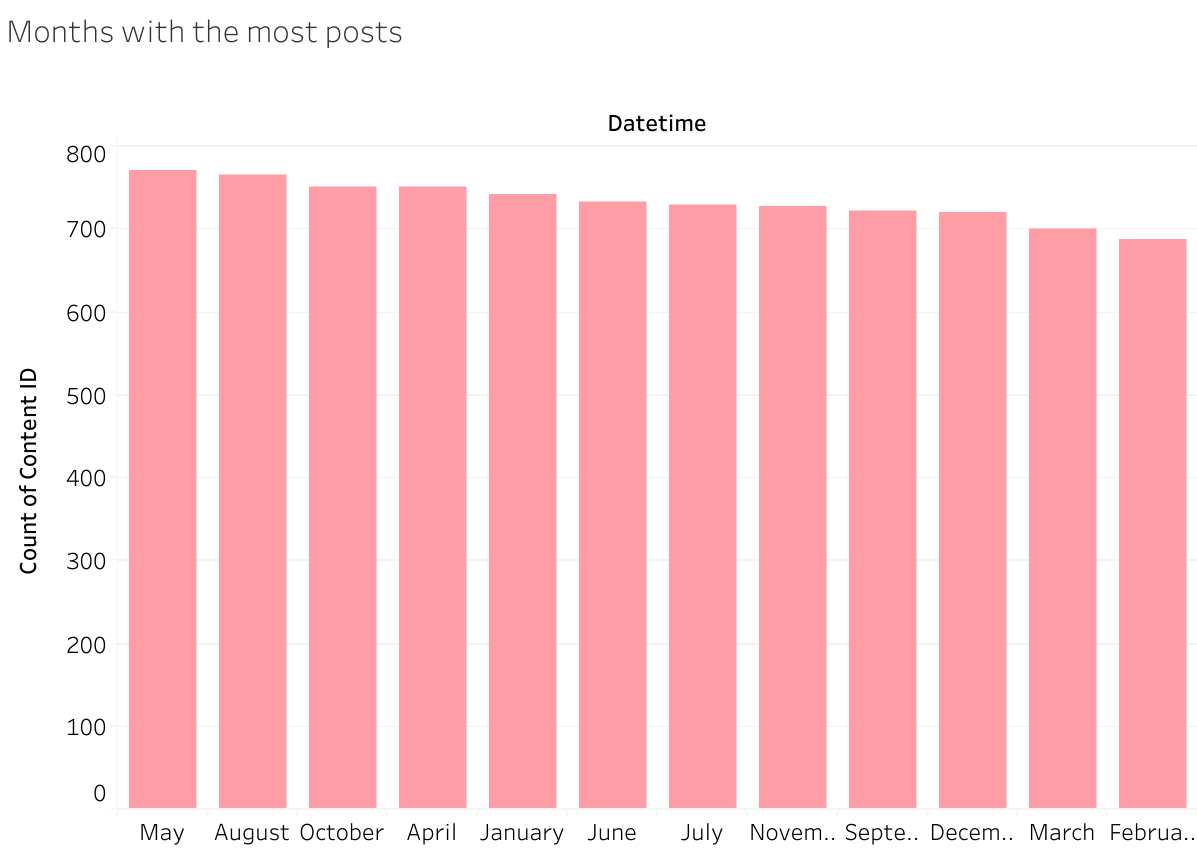 Months with the most posts
Datetime
800
700
600
500
400
300
200
100
0
Count of Content ID
May August October April January June July Novem.. Septe.. Decem.. March Februa..